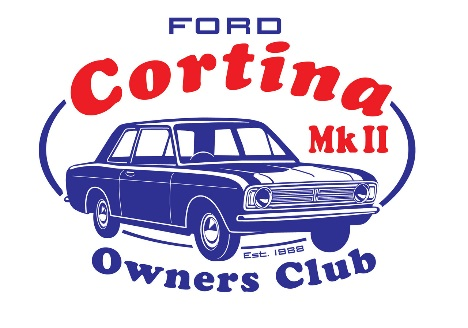 FORD
Cortina
Mk II
Est. 1988
Owners Club